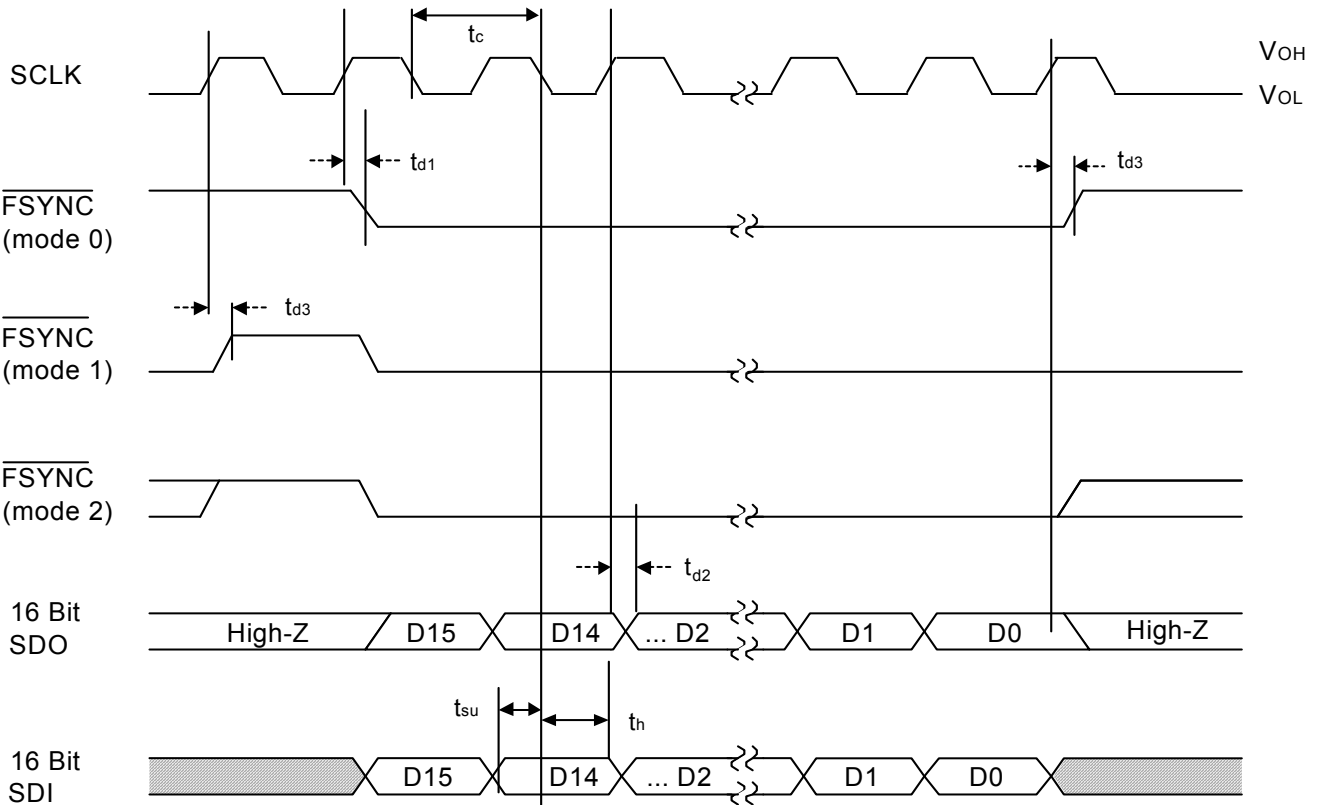 tc
SCLK
VOH
VOL
td1
td3
FSYNC
(mode 0)
td3
FSYNC
(mode 1)
FSYNC
(mode 2)
td2
16 Bit
SDO
High-Z
D15
D14
... D2
D1
D0
High-Z
tsu
th
16 Bit
SDI
D15
D14
... D2
D1
D0